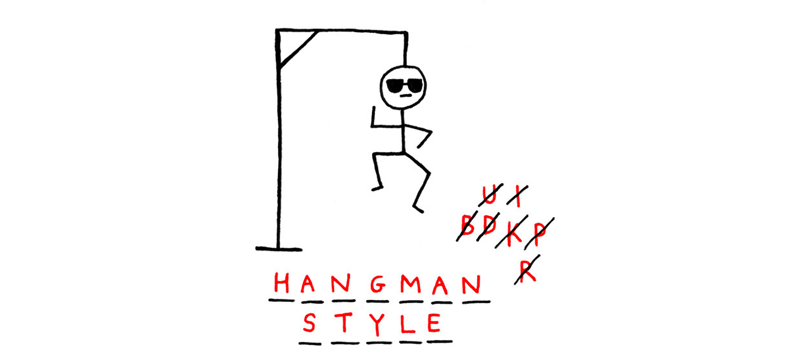 U I
B D K P
R
HANGMAN
STYLE